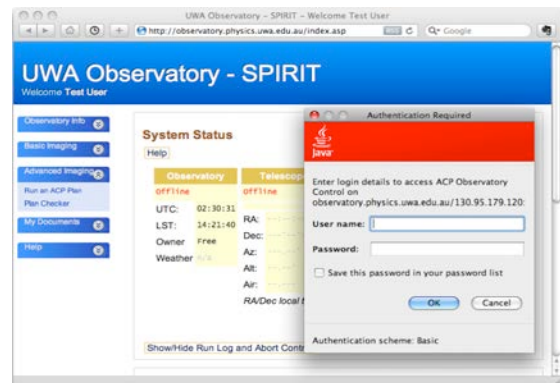 UWA Observatory – SPIRIT – Welcome Test User
http://observatory.physics.uwa.edu.au/index.asp
RSS
Google
UWA Observatory - SPIRIT
Welcome Test User
Observatory Info
Basic Imaging
Advanced Imaging
Run an ACP Plan
Plan Checker
My Documents
Help
System Status
Help
Observatory
Offline
UTC: 02:30:31
LST: 14:21:40
Owner Free
Weather n/a
Telescop
Offline
RA:
Dec:
Az:
Alt:
Air:
RA/Dec local t
Show/Hide Run Log and Abort Contr
Authentication Required
Java
Enter login details to access ACP Observatory
Control on
observatory.physics.uwa.edu.au/130.95.179.120:
User name:
Password:
Save this password in your password list
OK
Cancel
Authentication scheme: Basic